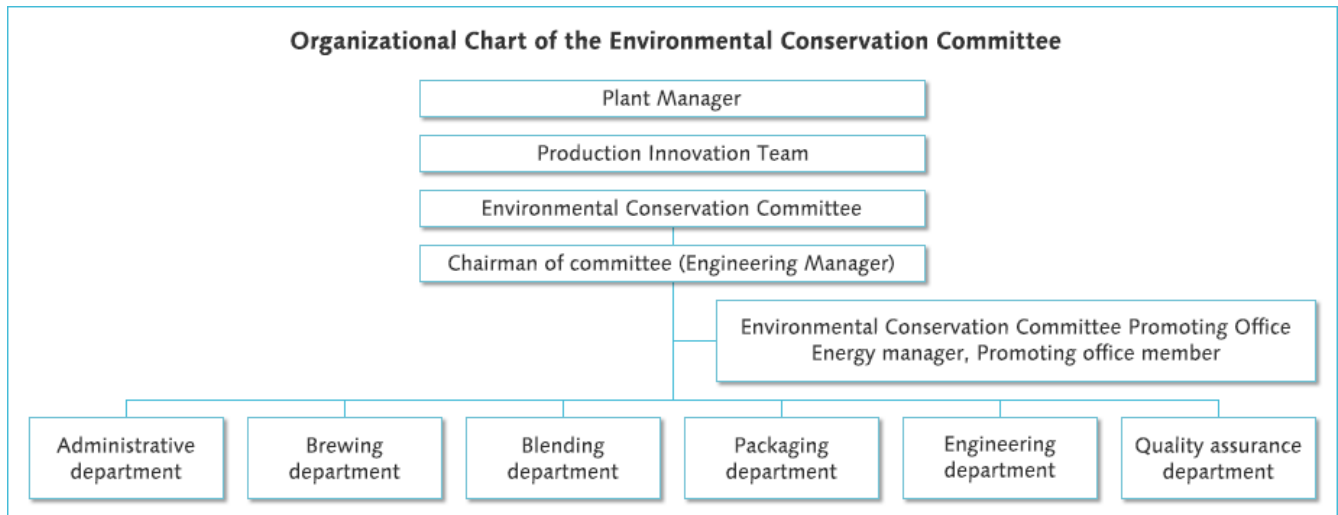 Organizational Chart of the Environmental Conservation Committee
Plant Manager
Production Innovation Team
Environmental Conservation Committee
Chairman of committee (Engineering Manager)
Environmental Conservation Committee Promoting Office
Energy manager, Promoting office member
Administrative
department
Brewing
department
Blending
department
Packaging
department
Engineering
department
Quality assurance
department